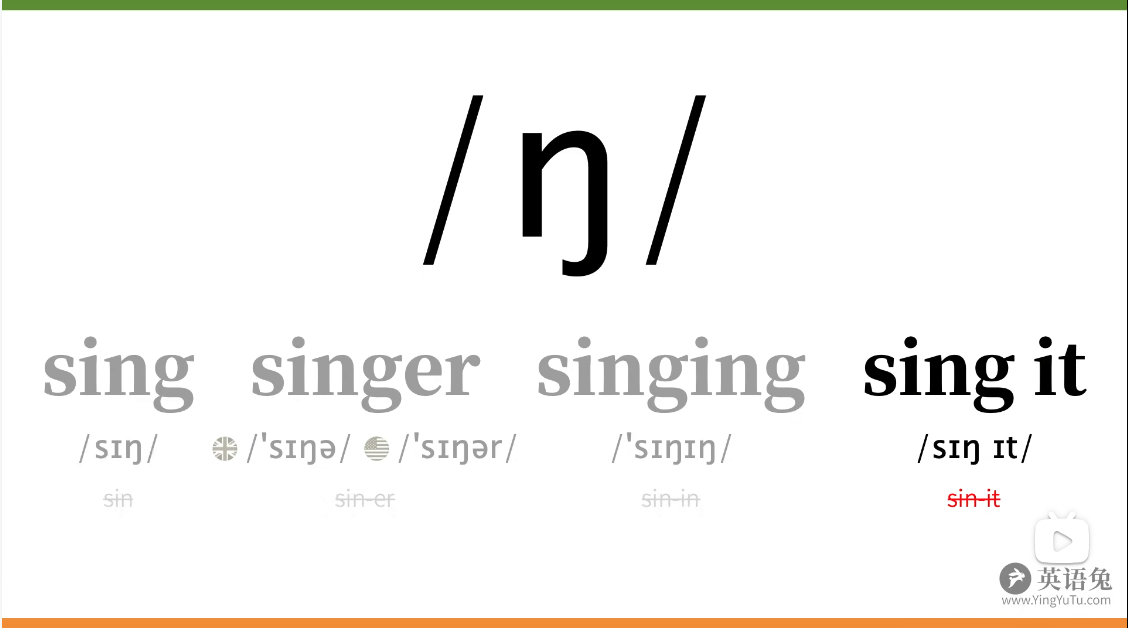 /ŋ/
sing singer singing sing it
/sɪŋ/ /ˈsɪŋə/ /ˈsɪŋər/ /ˈsɪŋɪŋ/ /sɪŋ ɪt/
sin sin-er sin-in sin-it
英语兔
www.YingYuTu.com